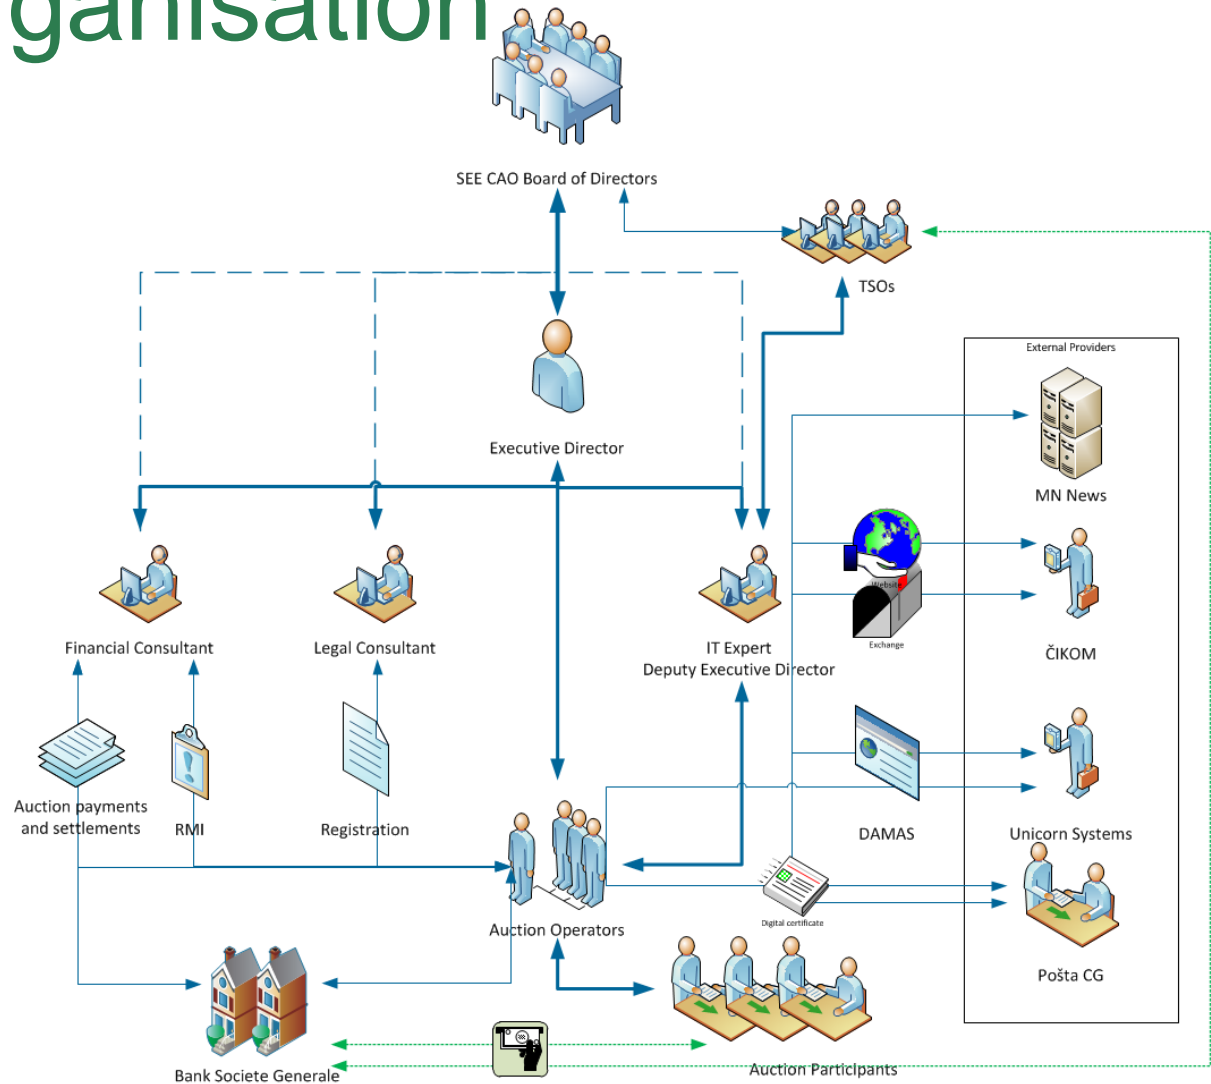 ganisation
SEE CAO Board of Directors
TSOs
External Providers
Executive Director
MN News
Website
Exchange
Financial Consultant
Legal Consultant
IT Expert
Deputy Executive Director
ČIKOM
Auction payments
and settlements
RMI
Registration
DAMAS
Unicorn Systems
Auction Operators
Digital certificate
Pošta CG
Bank Societe Generale
Auction Participants